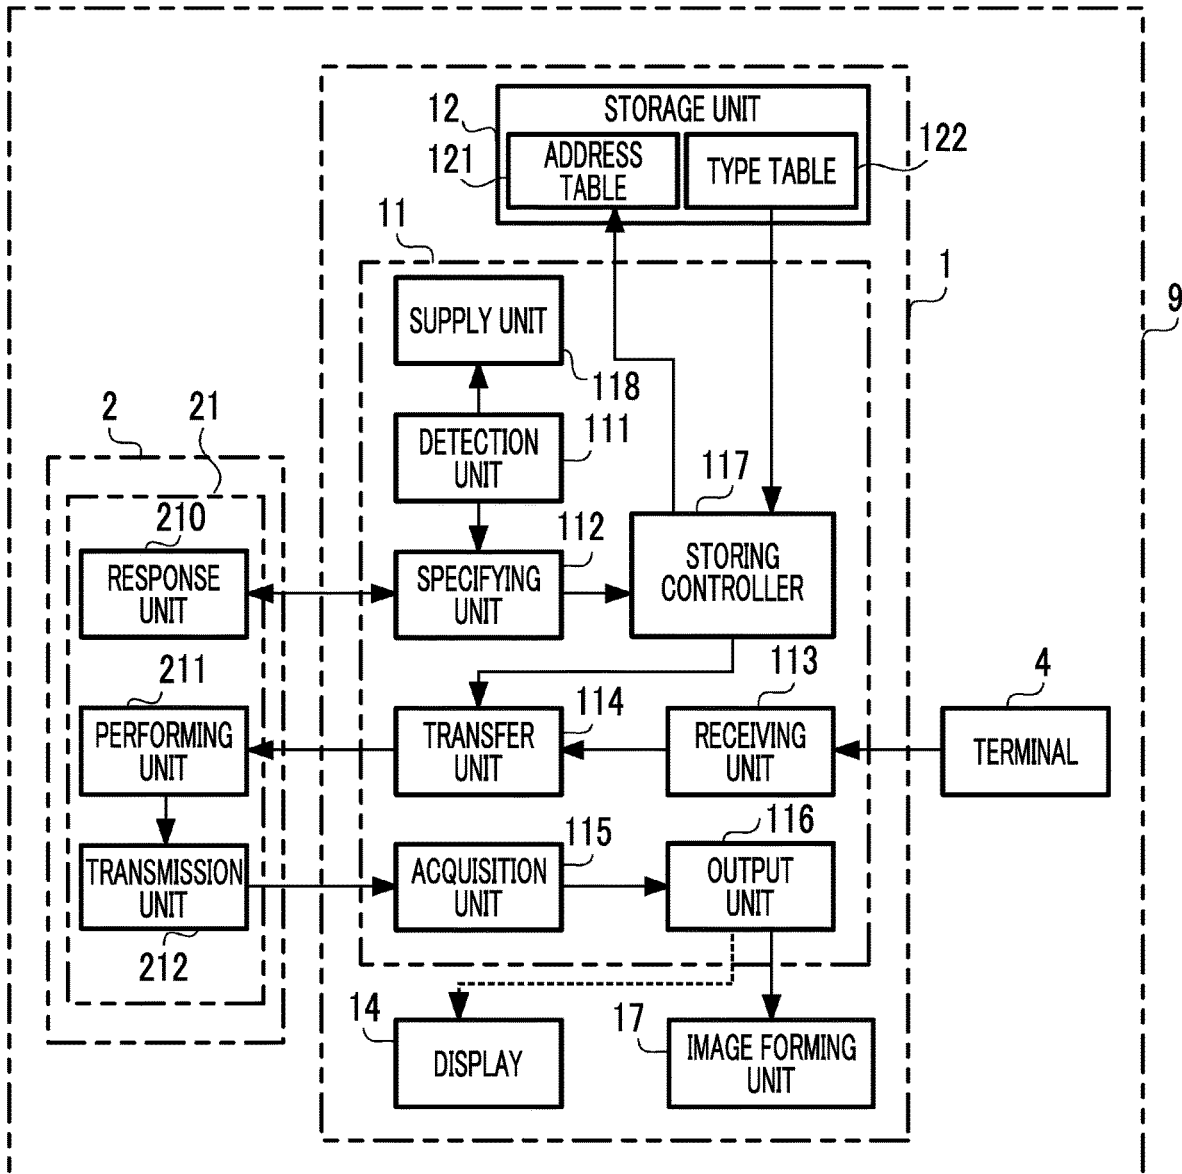 12
STORAGE UNIT
121
ADDRESS
TABLE
TYPE TABLE
122
11
1
9
SUPPLY UNIT
118
2
21
DETECTION
UNIT
111
117
210
RESPONSE
UNIT
112
SPECIFYING
UNIT
STORING
CONTROLLER
211
PERFORMING
UNIT
114
TRANSFER
UNIT
113
RECEIVING
UNIT
4
TERMINAL
TRANSMISSION
UNIT
212
115
ACQUISITION
UNIT
116
OUTPUT
UNIT
14
DISPLAY
17
IMAGE FORMING
UNIT